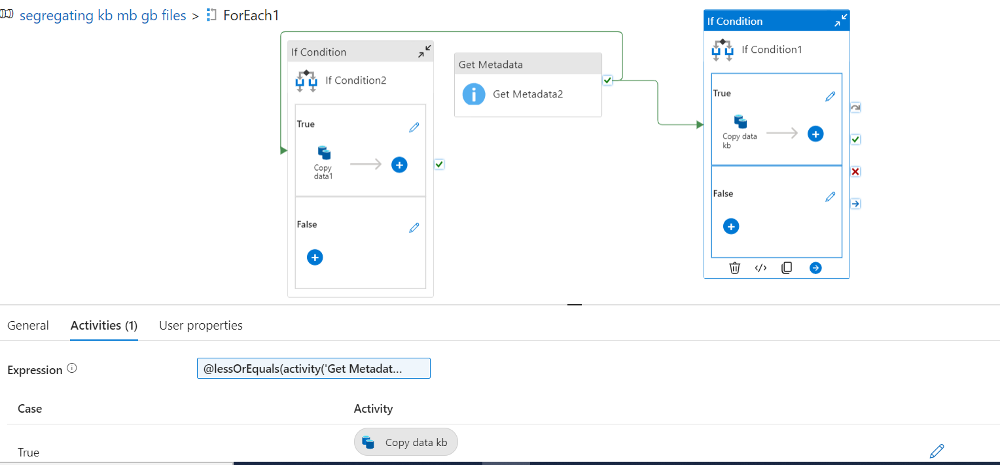 segregating kb mb gb files > ForEach1
If Condition
If Condition2
True
Copy
data1
False
Get Metadata
Get Metadata2
If Condition
If Condition1
True
Copy data
kb
False
General Activities (1) User properties
Expression @lessOrEquals(activity('Get Metadat...
Case Activity
True Copy data kb